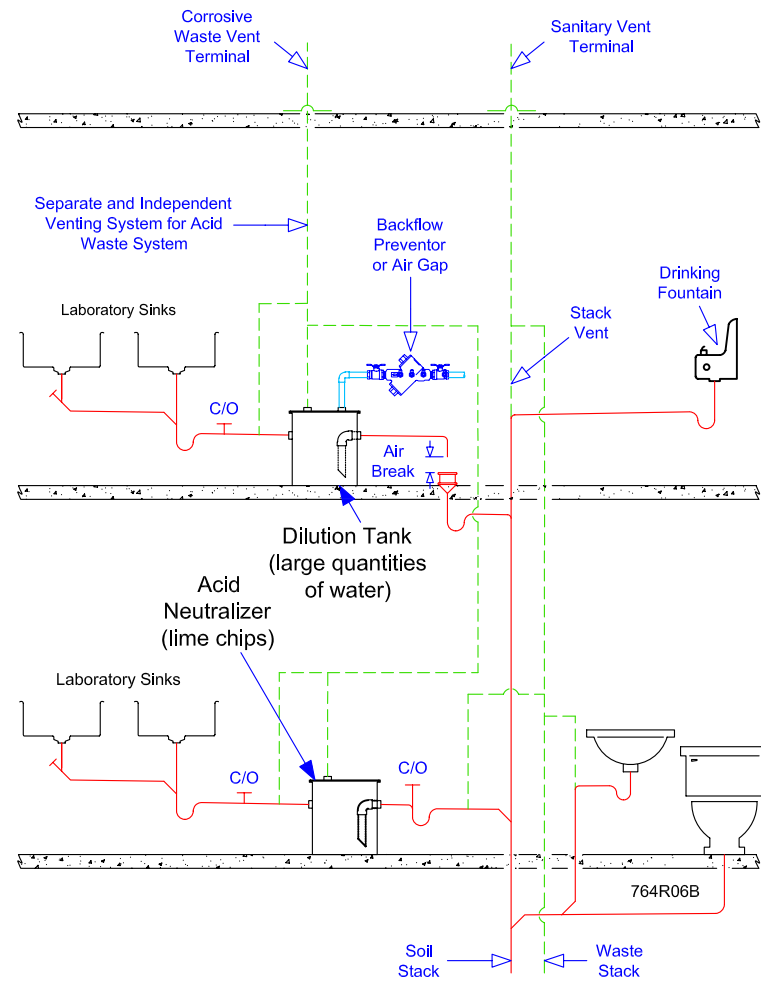 Corrosive
Waste Vent
Terminal
Sanitary Vent
Terminal
Separate and Independent
Venting System for Acid
Waste System
Backflow
Preventor
or Air Gap
Drinking
Fountain
Stack
Vent
Laboratory Sinks
C/O
Air
Break
Dilution Tank
(large quantities
of water)
Acid
Neutralizer
(lime chips)
Laboratory Sinks
C/O
C/O
764R06B
Soil
Stack
Waste
Stack